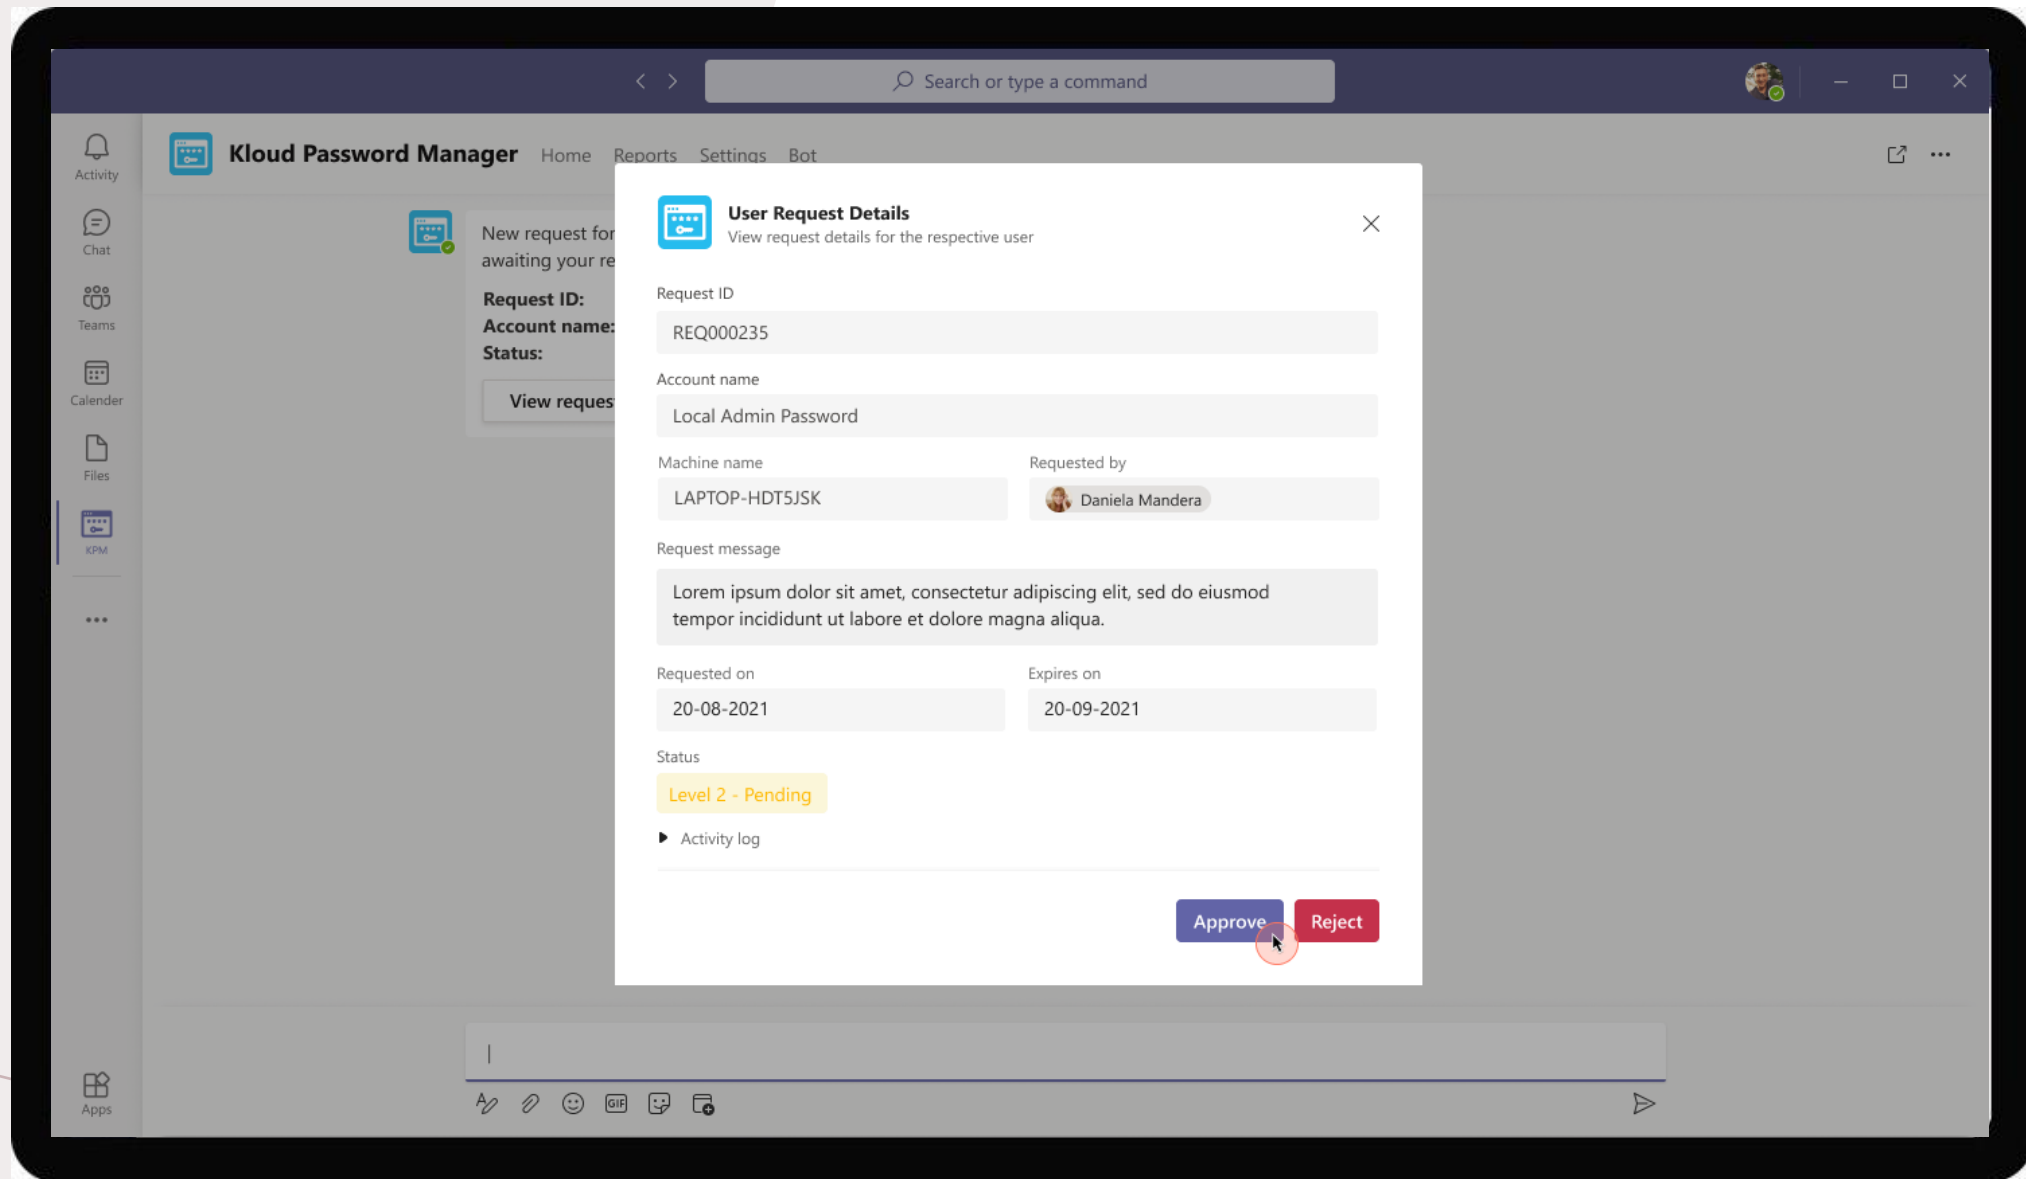 Search or type a command
Activity
Chat
Teams
Calender
Files
KPM
Apps
Kloud Password Manager Home Reports Settings Bot
New request for
awaiting your re
Request ID:
Account name:
Status:
View reques
User Request Details
View request details for the respective user
Request ID
REQ000235
Account name
Local Admin Password
Machine name Requested by
LAPTOP-HDT5JSK Daniela Mandera
Request message
Lorem ipsum dolor sit amet, consectetur adipiscing elit, sed do eiusmod
tempor incididunt ut labore et dolore magna aliqua.
Requested on Expires on
20-08-2021 20-09-2021
Status
Level 2 - Pending
Activity log
Approve Reject
GIF